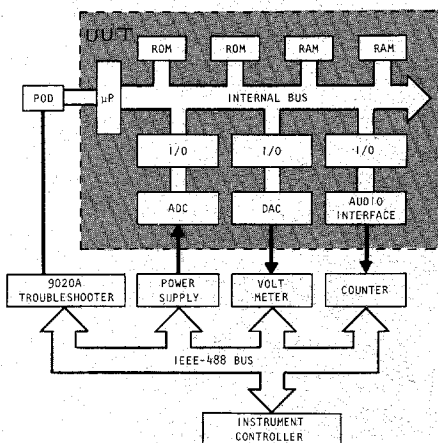 UUT
ROM
ROM
RAM
RAM
POD
µP
INTERNAL BUS
I/O
I/O
I/O
ADC
DAC
AUDIO
INTERFACE
9020A
TROUBLESHOOTER
POWER
SUPPLY
VOLT
METER
COUNTER
IEEE-488 BUS
INSTRUMENT
CONTROLLER